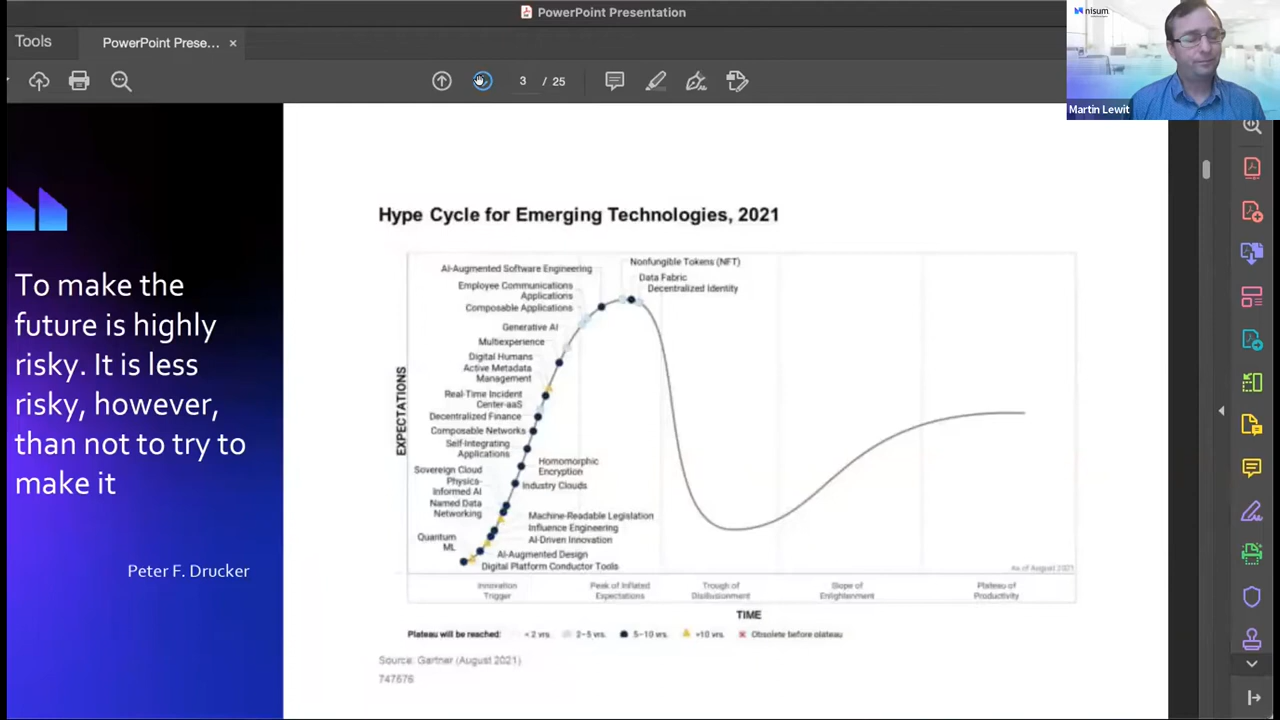 PowerPoint Presentation
Tools
PowerPoint Prese... ×
3 / 25
nisum
Martin Lewit
To make the
future is highly
risky. It is less
risky, however,
than not to try to
make it
Peter F. Drucker
Hype Cycle for Emerging Technologies, 2021
EXPECTATIONS
Nonfungible Tokens (NFT)
AI-Augmented Software Engineering
Data Fabric
Employee Communications
Applications
Decentralized Identity
Composable Applications
Generative AI
Multiexperience
Digital Humans
Active Metadata
Management
Real-Time Incident
Center-aaS
Decentralized Finance
Composable Networks
Self-Integrating
Applications
Homomorphic
Encryption
Sovereign Cloud
Physics-
Informed AI
Industry Clouds
Named Data
Networking
Machine-Readable Legislation
Influence Engineering
Quantum
ML
AI-Driven Innovation
AI-Augmented Design
Digital Platform Conductor Tools
As of August 2021
Innovation
Trigger
Peak of Inflated
Expectations
Trough of
Disillusionment
Slope of
Enlightenment
Plateau of
Productivity
TIME
Plateau will be reached: < 2 yrs. 2–5 yrs. 5–10 yrs. >10 yrs. Obsolete before plateau
Source: Gartner (August 2021)
747576